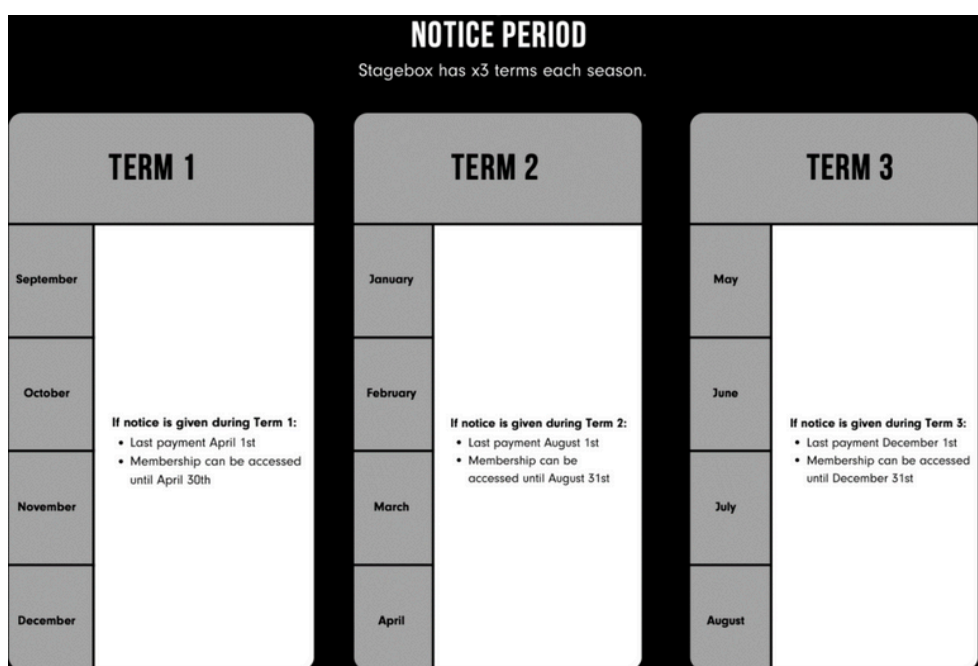 NOTICE PERIOD
Stagebox has x3 terms each season.
TERM 1
September
October
November
December
If notice is given during Term 1:
• Last payment April 1st
• Membership can be accessed
until April 30th
TERM 2
January
February
March
April
If notice is given during Term 2:
• Last payment August 1st
• Membership can be
accessed until August 31st
TERM 3
May
June
July
August
If notice is given during Term 3:
• Last payment December 1st
• Membership can be accessed
until December 31st